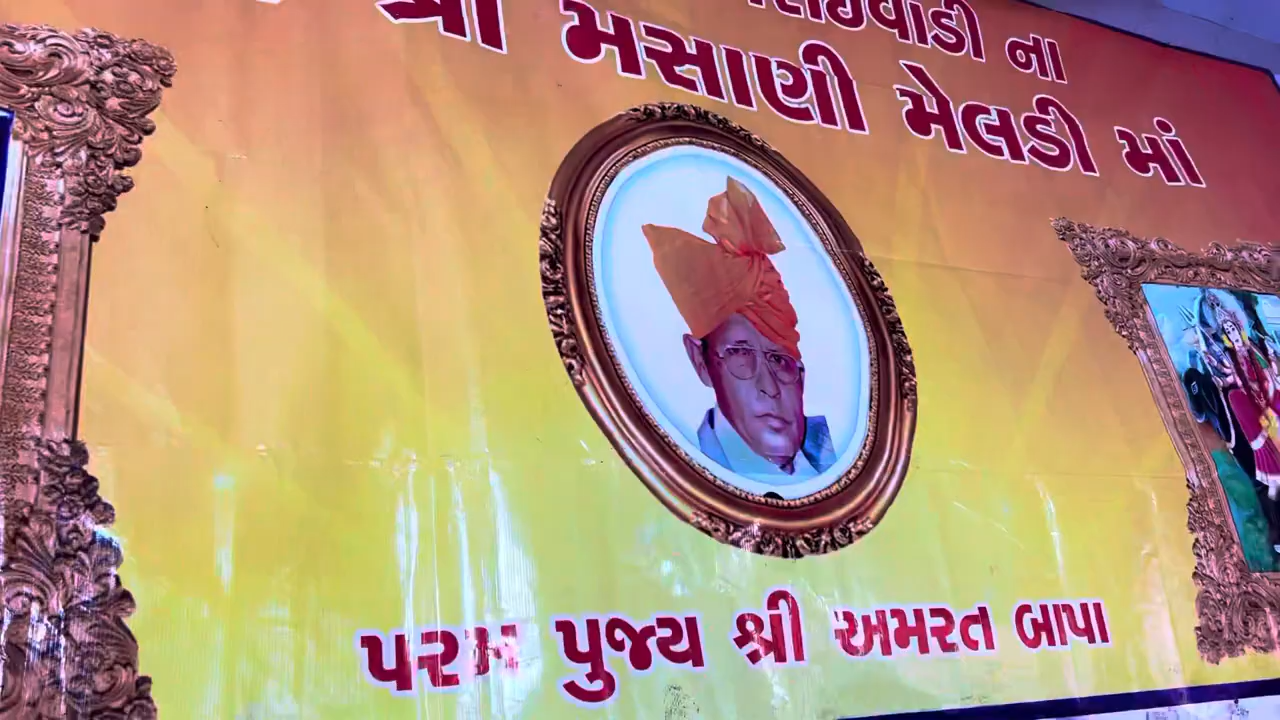 ના
શ્રી મસાણી મેલડી માં
પરમ પુજ્ય શ્રી અમરત બાપા